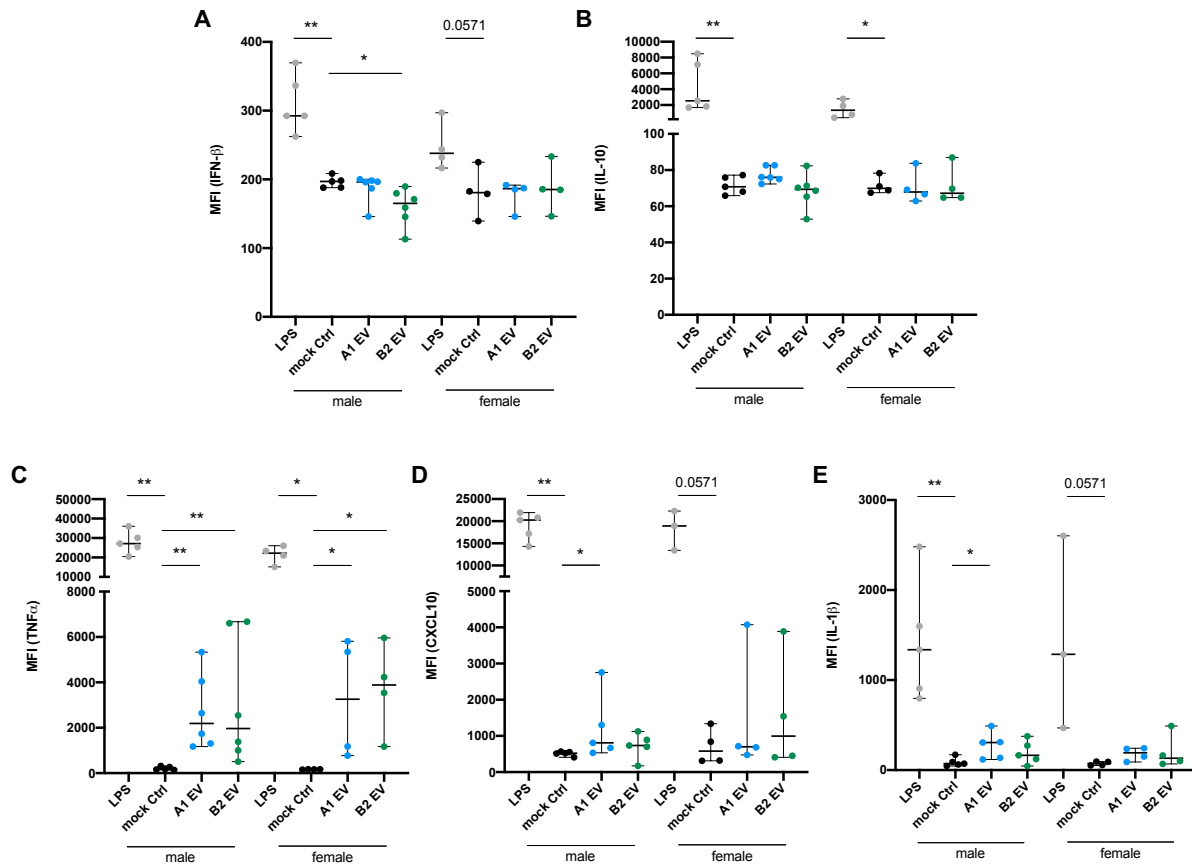 A
** 0.0571
*
MFI (IFN-β)
400
300
200
100
0
LPS
mock Ctrl
A1 EV
B2 EV
LPS
mock Ctrl
A1 EV
B2 EV
male female
B
** *
MFI (IL-10)
10000
8000
6000
4000
2000
100
80
60
40
20
0
LPS
mock Ctrl
A1 EV
B2 EV
LPS
mock Ctrl
A1 EV
B2 EV
male female
C
** *
** *
** *
MFI (TNFα)
50000
40000
30000
20000
10000
8000
6000
4000
2000
0
LPS
mock Ctrl
A1 EV
B2 EV
LPS
mock Ctrl
A1 EV
B2 EV
male female
D
** 0.0571
*
MFI (CXCL10)
25000
20000
15000
10000
5000
4000
3000
2000
1000
0
LPS
mock Ctrl
A1 EV
B2 EV
LPS
mock Ctrl
A1 EV
B2 EV
male female
E
** 0.0571
*
MFI (IL-1β)
3000
2000
1000
0
LPS
mock Ctrl
A1 EV
B2 EV
LPS
mock Ctrl
A1 EV
B2 EV
male female